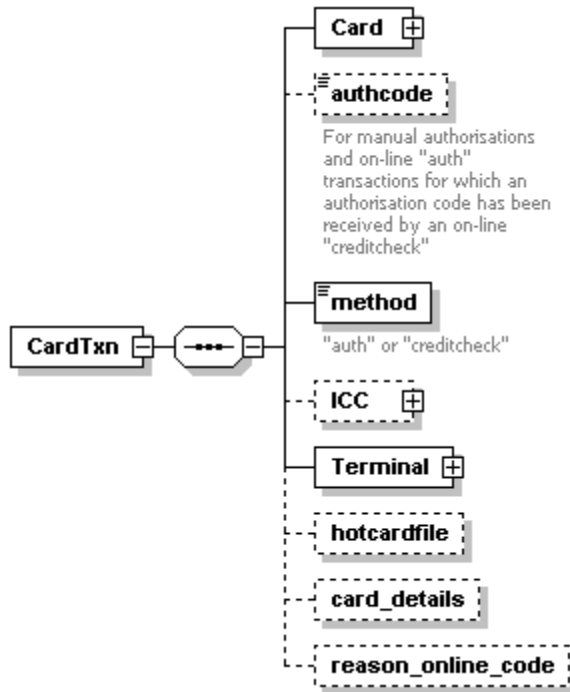 Card
authcode
For manual authorisations
and on-line "auth"
transactions for which an
authorisation code has been
received by an on-line
"creditcheck"
method
CardTxn
"auth" or "creditcheck"
ICC
Terminal
hotcardfile
card_details
reason_online_code